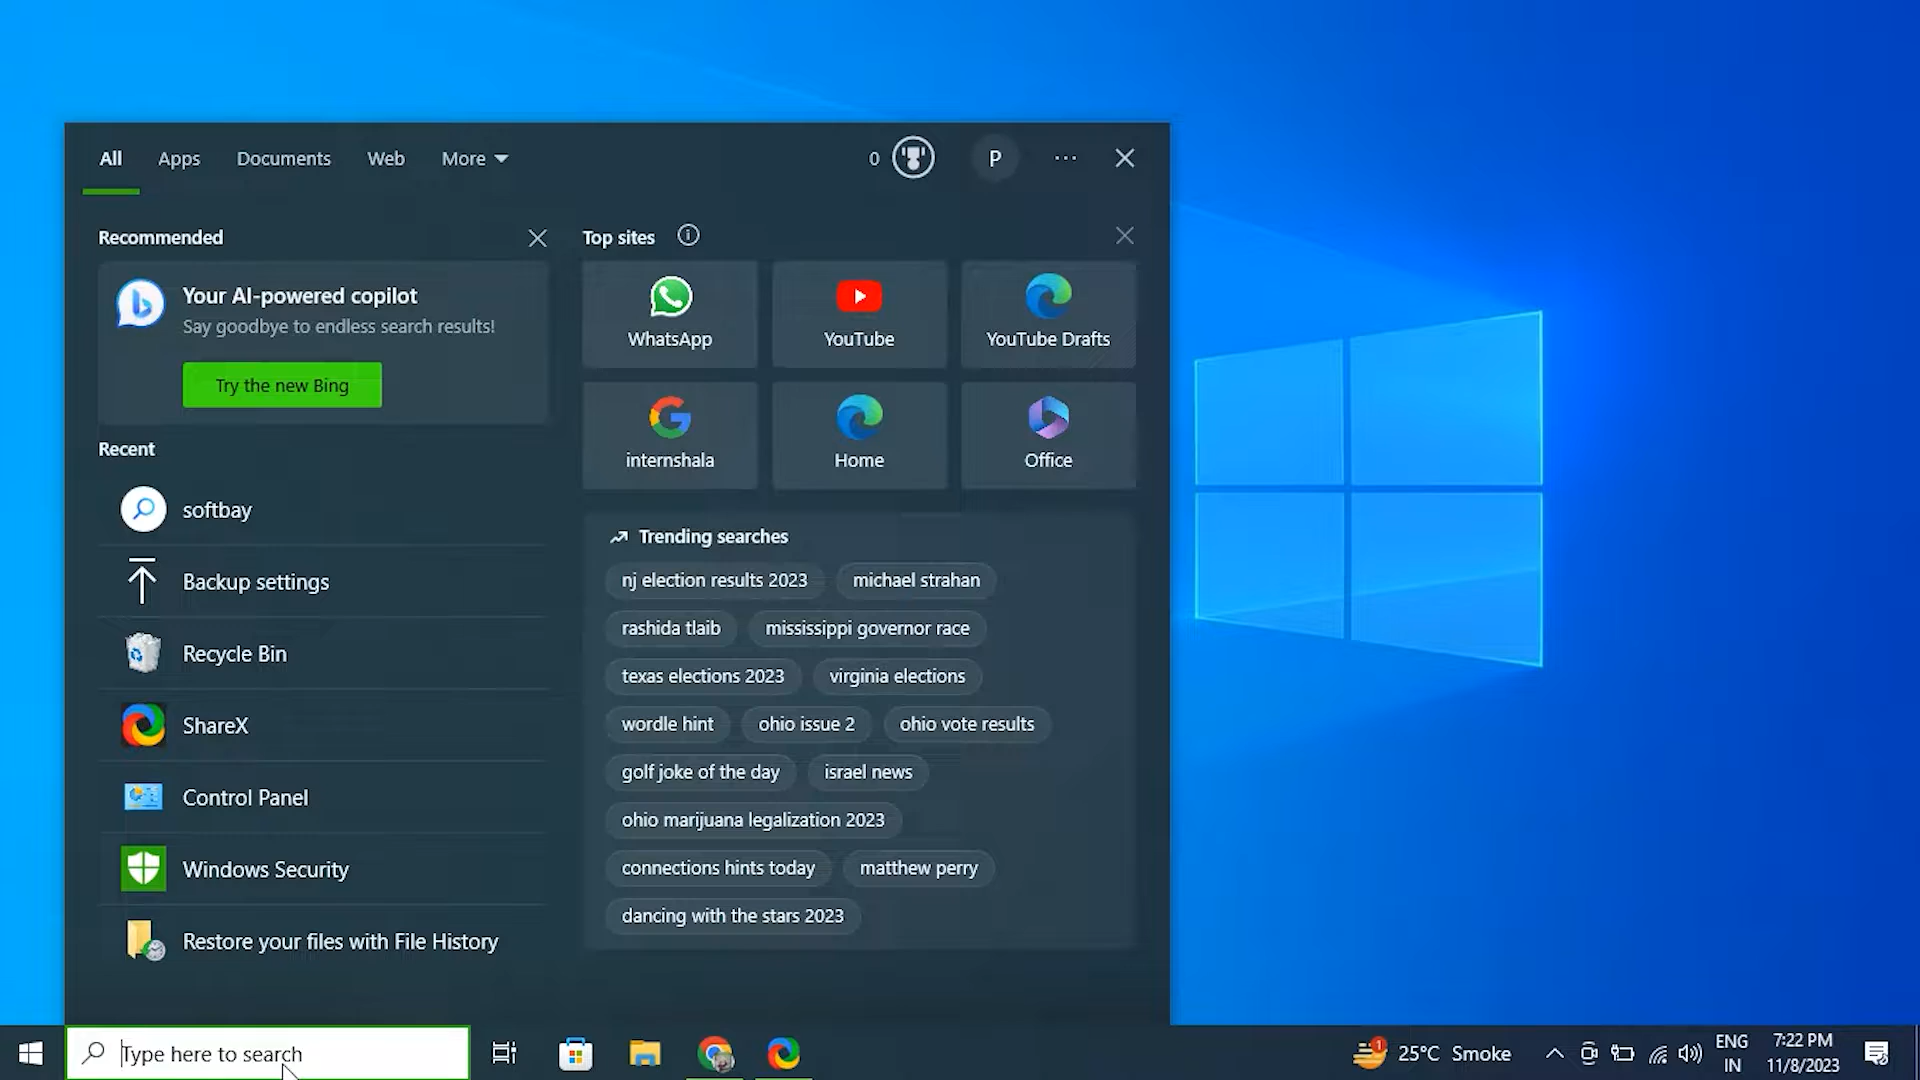 All Apps Documents Web More 0 P
Recommended
Your AI-powered copilot
Say goodbye to endless search results!
Try the new Bing
Recent
softbay
Backup settings
Recycle Bin
ShareX
Control Panel
Windows Security
Restore your files with File History
Top sites
WhatsApp YouTube YouTube Drafts
internshala Home Office
Trending searches
nj election results 2023 michael strahan
rashida tlaib mississippi governor race
texas elections 2023 virginia elections
wordle hint ohio issue 2 ohio vote results
golf joke of the day israel news
ohio marijuana legalization 2023
connections hints today matthew perry
dancing with the stars 2023
Type here to search
1
25°C Smoke
ENG
IN
7:22 PM
11/8/2023